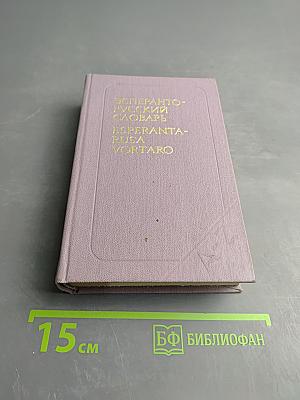 ЭСПЕРАНТО-
РУССКИЙ
СЛОВАРЬ
ESPERANTA-
RUSA
VORTARO
15 см
БФ БИБЛИОФАН